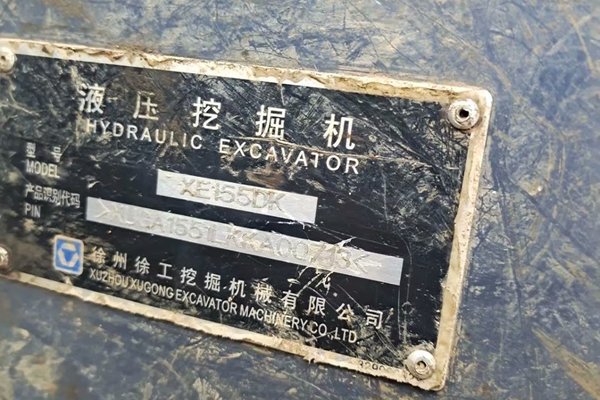 液压挖掘机
HYDRAULIC EXCAVATOR
型号
MODEL
XE155DK
产品识别代码
PIN
徐州徐工挖掘机械有限公司
XUZHOU XUGONG EXCAVATOR MACHINERY CO.,LTD